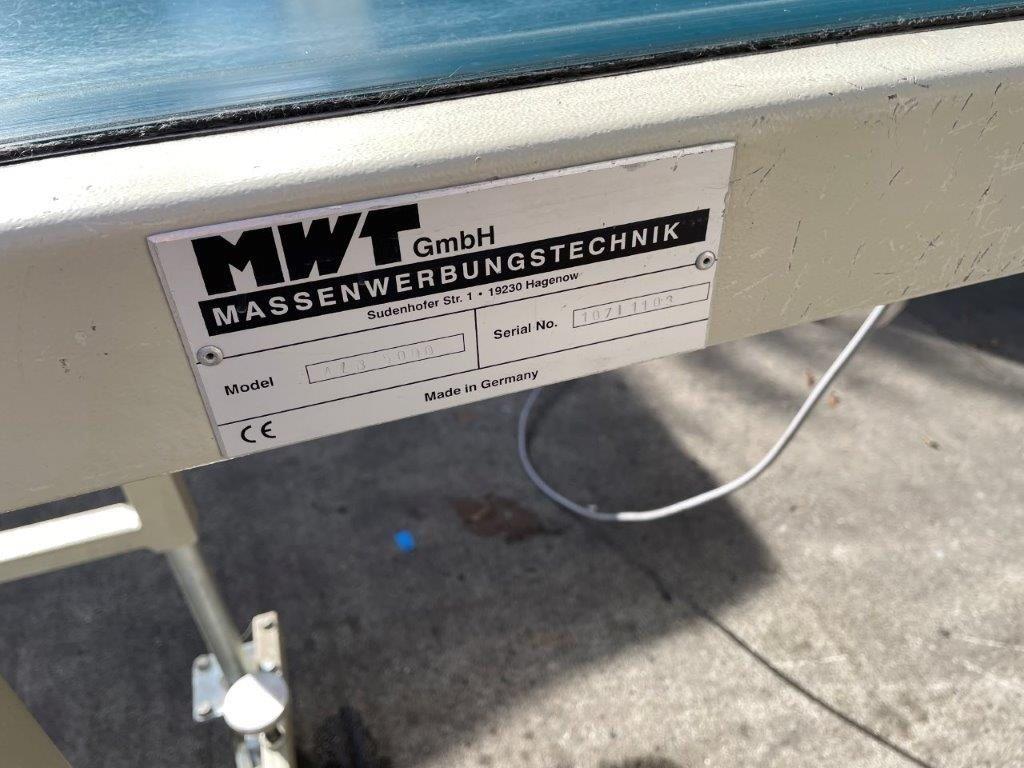 MWT GmbH
MASSENWERBUNGSTECHNIK
Sudenhofer Str. 1 • 19230 Hagenow
Model
Serial No.
Made in Germany
CE